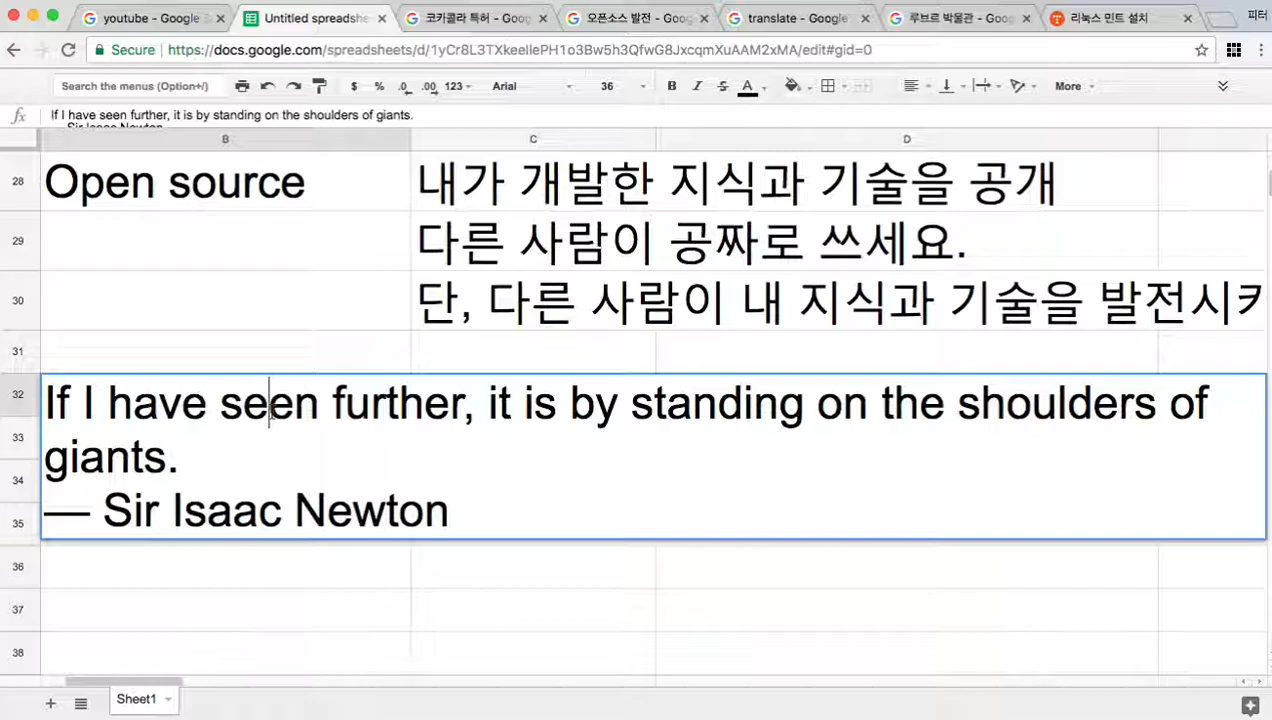 youtube - Google S
Untitled spreadshe
코카콜라 특허 - Goog
오픈소스 발전 - Goog
translate - Google
루브르 박물관 - Goog
리눅스 민트 설치
피터
Secure
https://docs.google.com/spreadsheets/d/1yCr8L3TXkeellePH1o3Bw5h3QfwG8JxcqmXuAAM2xMA/edit#gid=0
Search the menus (Option+/)
$ % .0 .00 123 Arial 36 B I S A More
fx If I have seen further, it is by standing on the shoulders of giants.
— Sir Isaac Newton
B C D
28 Open source 내가 개발한 지식과 기술을 공개
29 다른 사람이 공짜로 쓰세요.
30 단, 다른 사람이 내 지식과 기술을 발전시키
31
32 If I have seen further, it is by standing on the shoulders of
33 giants.
34
35 — Sir Isaac Newton
36
37
38
Sheet1